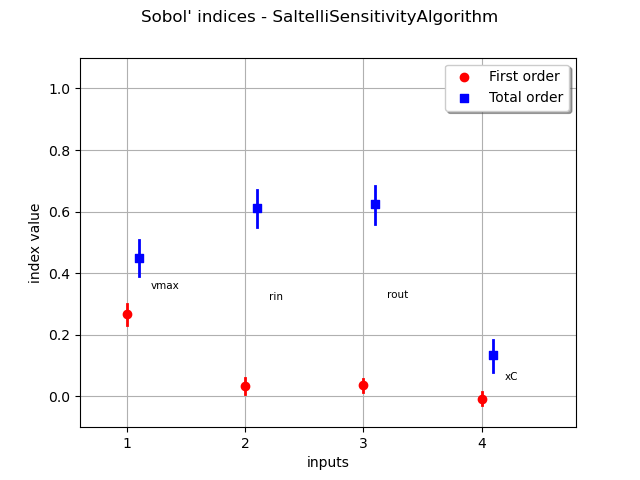 Sobol' indices - SaltelliSensitivityAlgorithm
First order
Total order
1.0
0.8
0.6
0.4
0.2
0.0
index value
vmax
rin
rout
xC
1 2 3 4
inputs